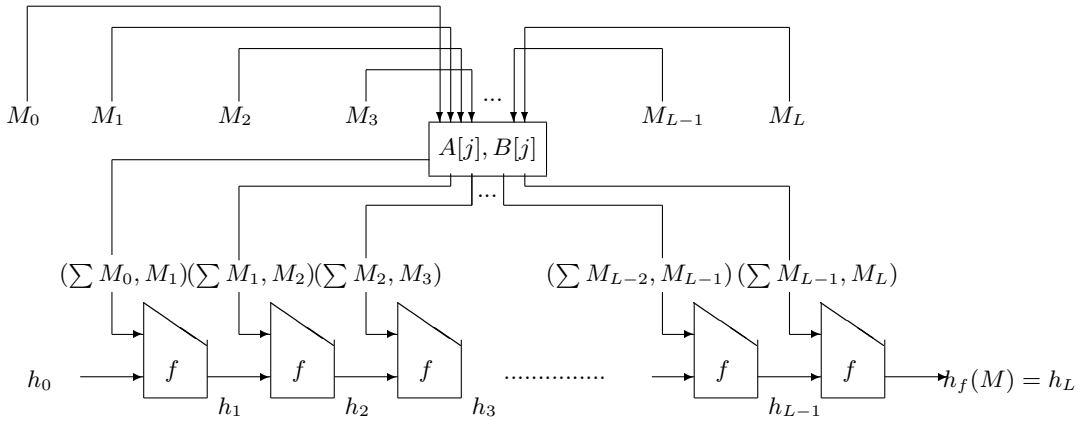 ...
M_0 M_1 M_2 M_3 M_{L-1} M_L
A[j], B[j]
...
(∑ M_0, M_1) (∑ M_1, M_2) (∑ M_2, M_3) (∑ M_{L-2}, M_{L-1}) (∑ M_{L-1}, M_L)
h_0 f f f ............... f f h_f(M) = h_L
h_1 h_2 h_3 h_{L-1}